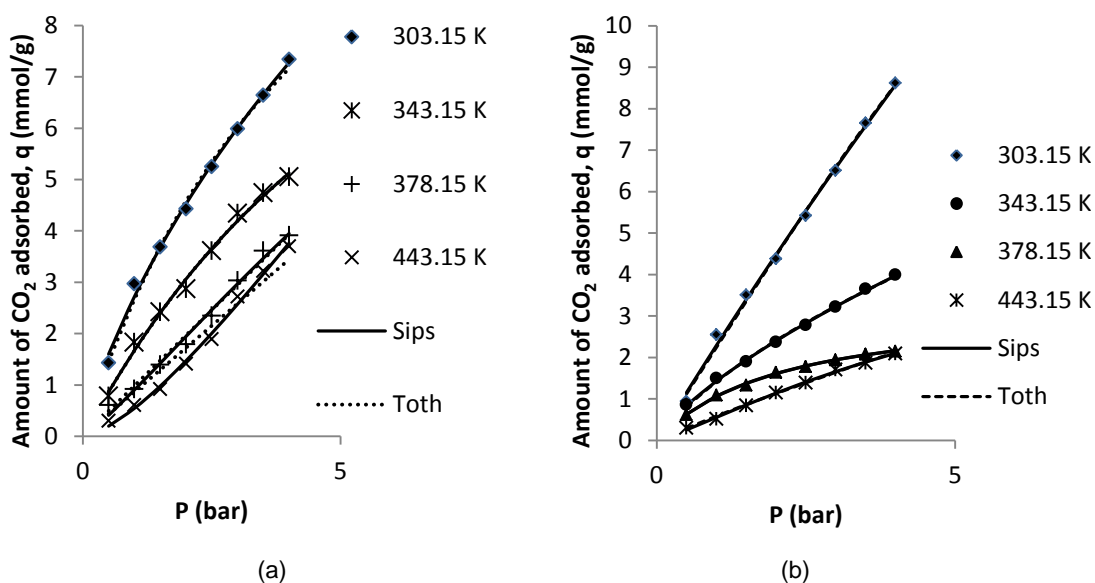 Amount of CO2 adsorbed, q (mmol/g)
8
7
6
5
4
3
2
1
0
0
5
P (bar)
303.15 K
343.15 K
378.15 K
443.15 K
Sips
Toth
(a)
Amount of CO2 adsorbed, q (mmol/g)
10
9
8
7
6
5
4
3
2
1
0
0
5
P (bar)
303.15 K
343.15 K
378.15 K
443.15 K
Sips
Toth
(b)